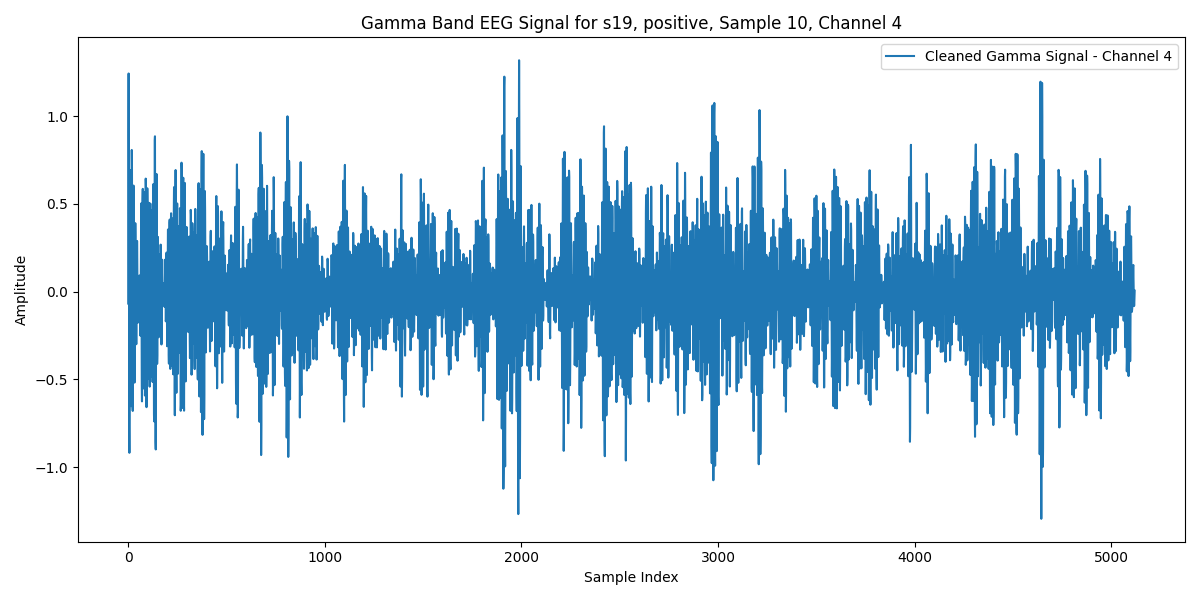 Gamma Band EEG Signal for s19, positive, Sample 10, Channel 4
Cleaned Gamma Signal - Channel 4
Amplitude
1.0
0.5
0.0
−0.5
−1.0
0 1000 2000 3000 4000 5000
Sample Index